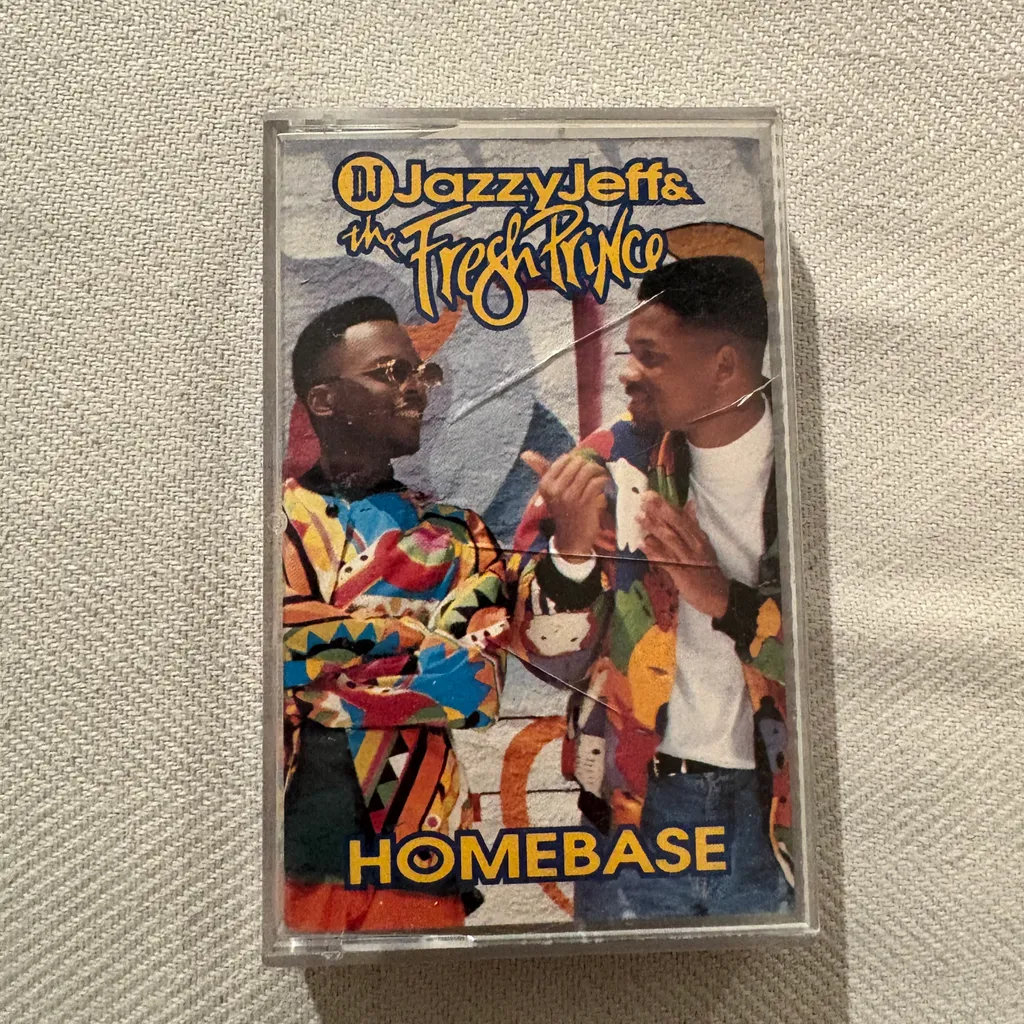 DJ Jazzy Jeff &
the Fresh Prince
HOMEBASE